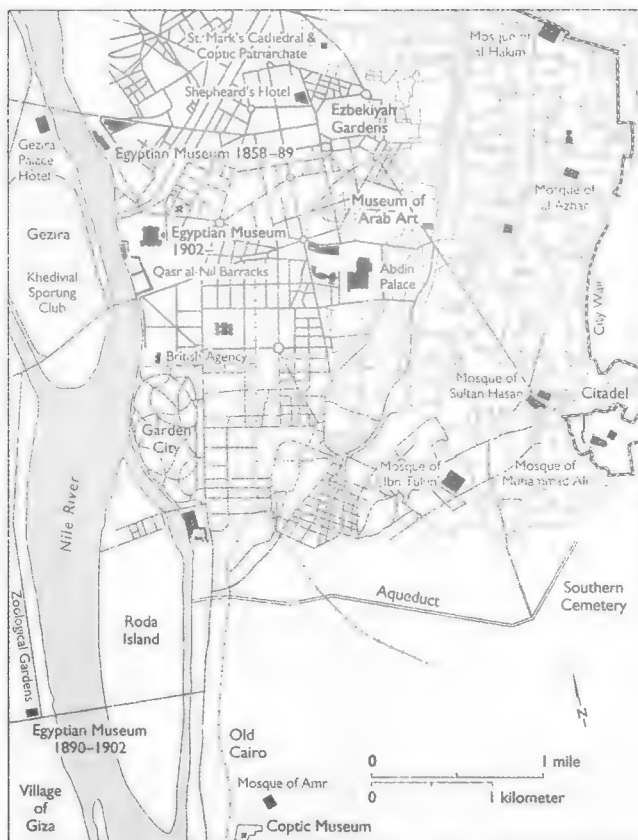 St. Mark's Cathedral &
Coptic Patriarchate
Mosque of
al Hakim
Shepheard's Hotel
Ezbekiyah
Gardens
Gezira
Palace
Hotel
Egyptian Museum 1858–89
Mosque of
al Azhar
Museum of
Arab Art
Gezira
Egyptian Museum
1902–
Khedivial
Sporting
Club
Qasr al-Nil Barracks
Abdin
Palace
City Wall
British Agency
Mosque of
Sultan Hasan
Citadel
Garden
City
Mosque of
Ibn Tulun
Mosque of
Muhammad Ali
Nile River
Zoological Gardens
Roda
Island
Aqueduct
Southern
Cemetery
Egyptian Museum
1890–1902
Old
Cairo
N
0 1 mile
0 1 kilometer
Village
of
Giza
Mosque of Amr
Coptic Museum